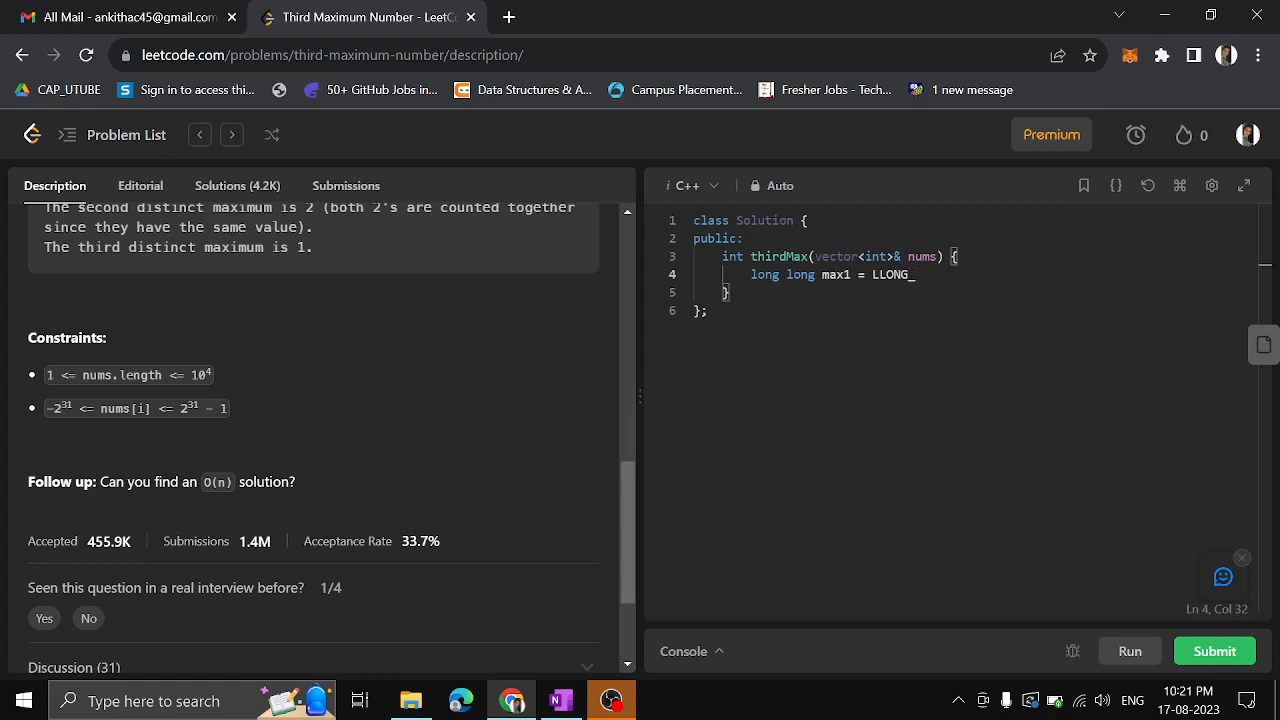 All Mail - ankithac45@gmail.com
Third Maximum Number - LeetCo
leetcode.com/problems/third-maximum-number/description/
CAP_UTUBE
Sign in to access thi...
50+ GitHub Jobs in...
Data Structures & A...
Campus Placement...
Fresher Jobs - Tech...
1 new message
Problem List
Premium
0
Description
Editorial
Solutions (4.2K)
Submissions
i C++
Auto
The second distinct maximum is 2 (both 2's are counted together
since they have the same value).
The third distinct maximum is 1.
Constraints:
1 <= nums.length <= 10⁴
-2³¹ <= nums[i] <= 2³¹ - 1
Follow up: Can you find an O(n) solution?
Accepted 455.9K Submissions 1.4M Acceptance Rate 33.7%
Seen this question in a real interview before? 1/4
Yes No
Discussion (31)
1 class Solution {
2 public:
3 int thirdMax(vector<int>& nums) {
4 long long max1 = LLONG_
5 }
6 };
Ln 4, Col 32
Console
Run
Submit
Type here to search
ENG
10:21 PM
17-08-2023